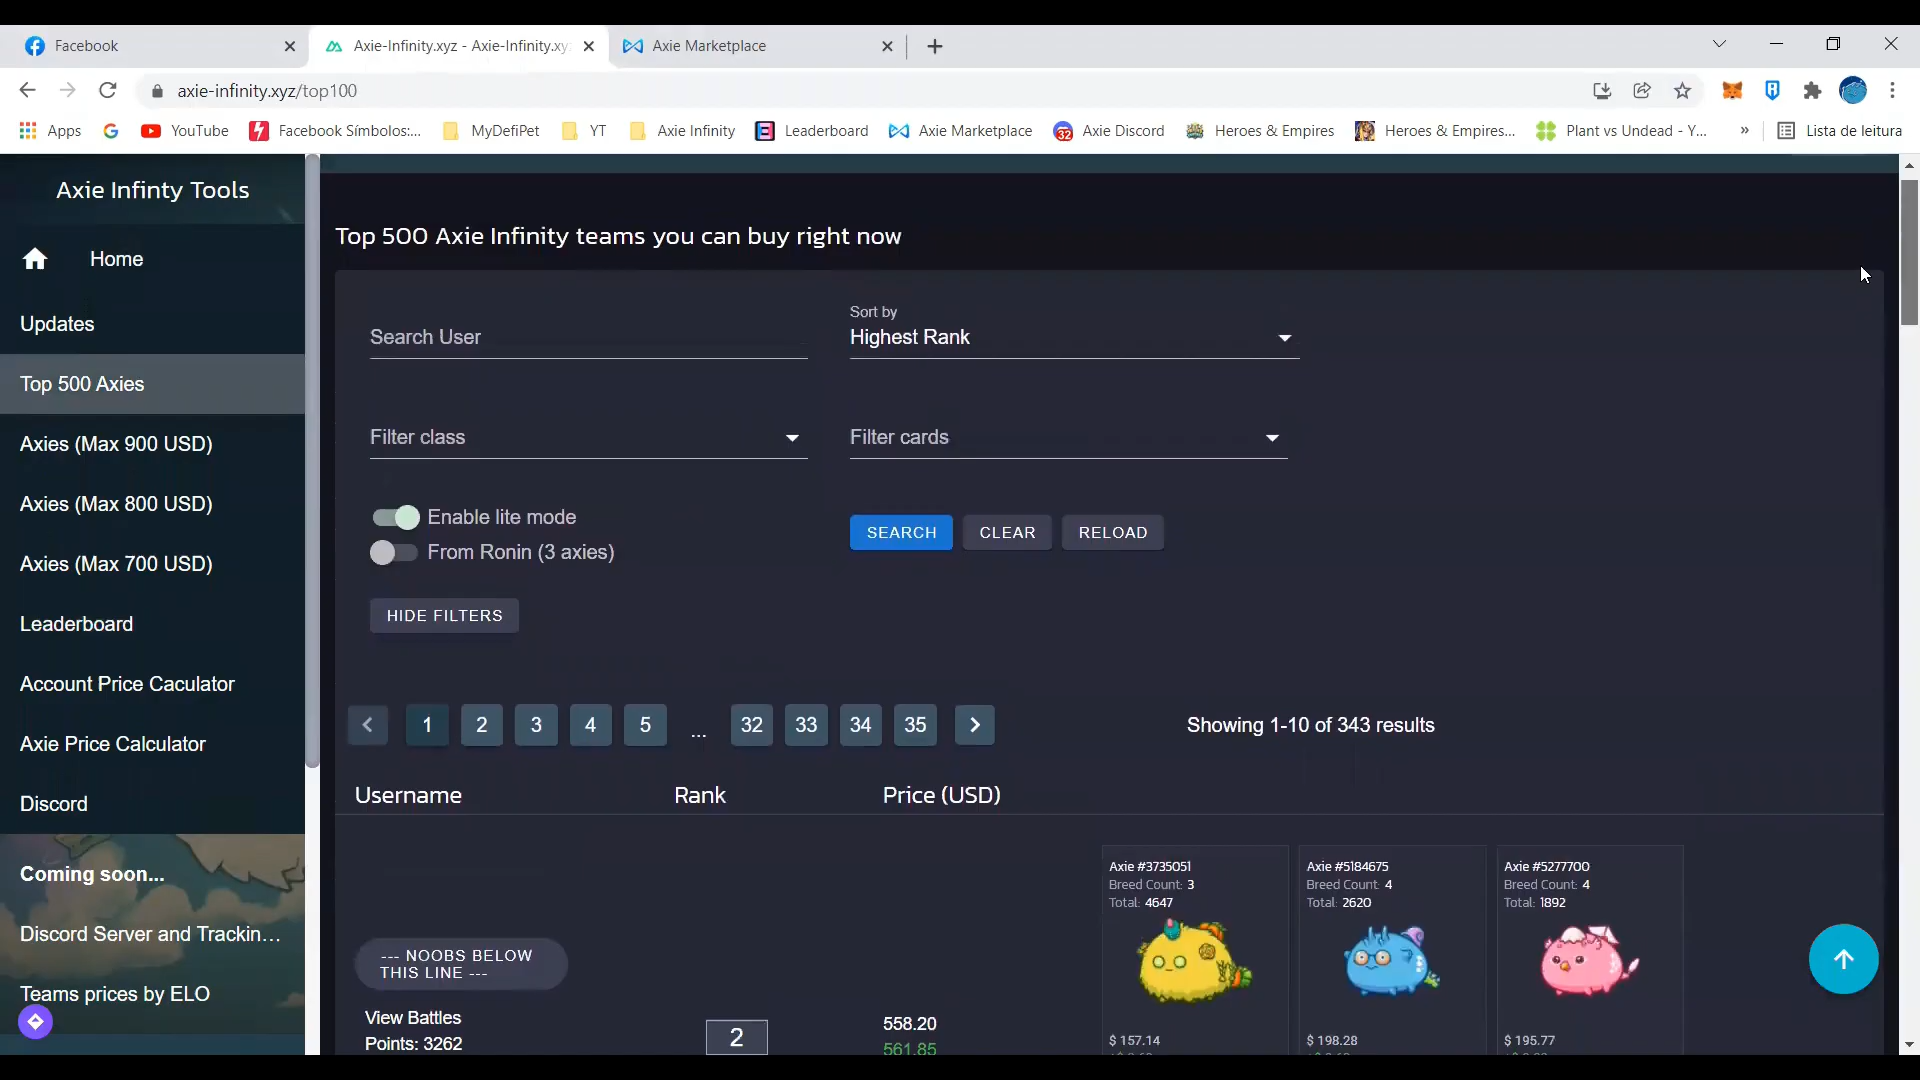 Facebook
Axie-Infinity.xyz - Axie-Infinity.xy
Axie Marketplace
axie-infinity.xyz/top100
Apps
YouTube
Facebook Símbolos:...
MyDefiPet
YT
Axie Infinity
Leaderboard
Axie Marketplace
32
Axie Discord
Heroes & Empires
Heroes & Empires...
Plant vs Undead - Y...
»
Lista de leitura
Axie Infinty Tools
Home
Updates
Top 500 Axies
Axies (Max 900 USD)
Axies (Max 800 USD)
Axies (Max 700 USD)
Leaderboard
Account Price Caculator
Axie Price Calculator
Discord
Coming soon...
Discord Server and Trackin...
Teams prices by ELO
Top 500 Axie Infinity teams you can buy right now
Search User
Sort by
Highest Rank
Filter class
Filter cards
Enable lite mode
From Ronin (3 axies)
SEARCH
CLEAR
RELOAD
HIDE FILTERS
1 2 3 4 5 ... 32 33 34 35
Showing 1-10 of 343 results
Username Rank Price (USD)
--- NOOBS BELOW
THIS LINE ---
View Battles
Points: 3262
2
558.20
561.85
Axie #3735051
Breed Count: 3
Total: 4647
$ 157.14
Axie #5184675
Breed Count: 4
Total: 2620
$ 198.28
Axie #5277700
Breed Count: 4
Total: 1892
$ 195.77